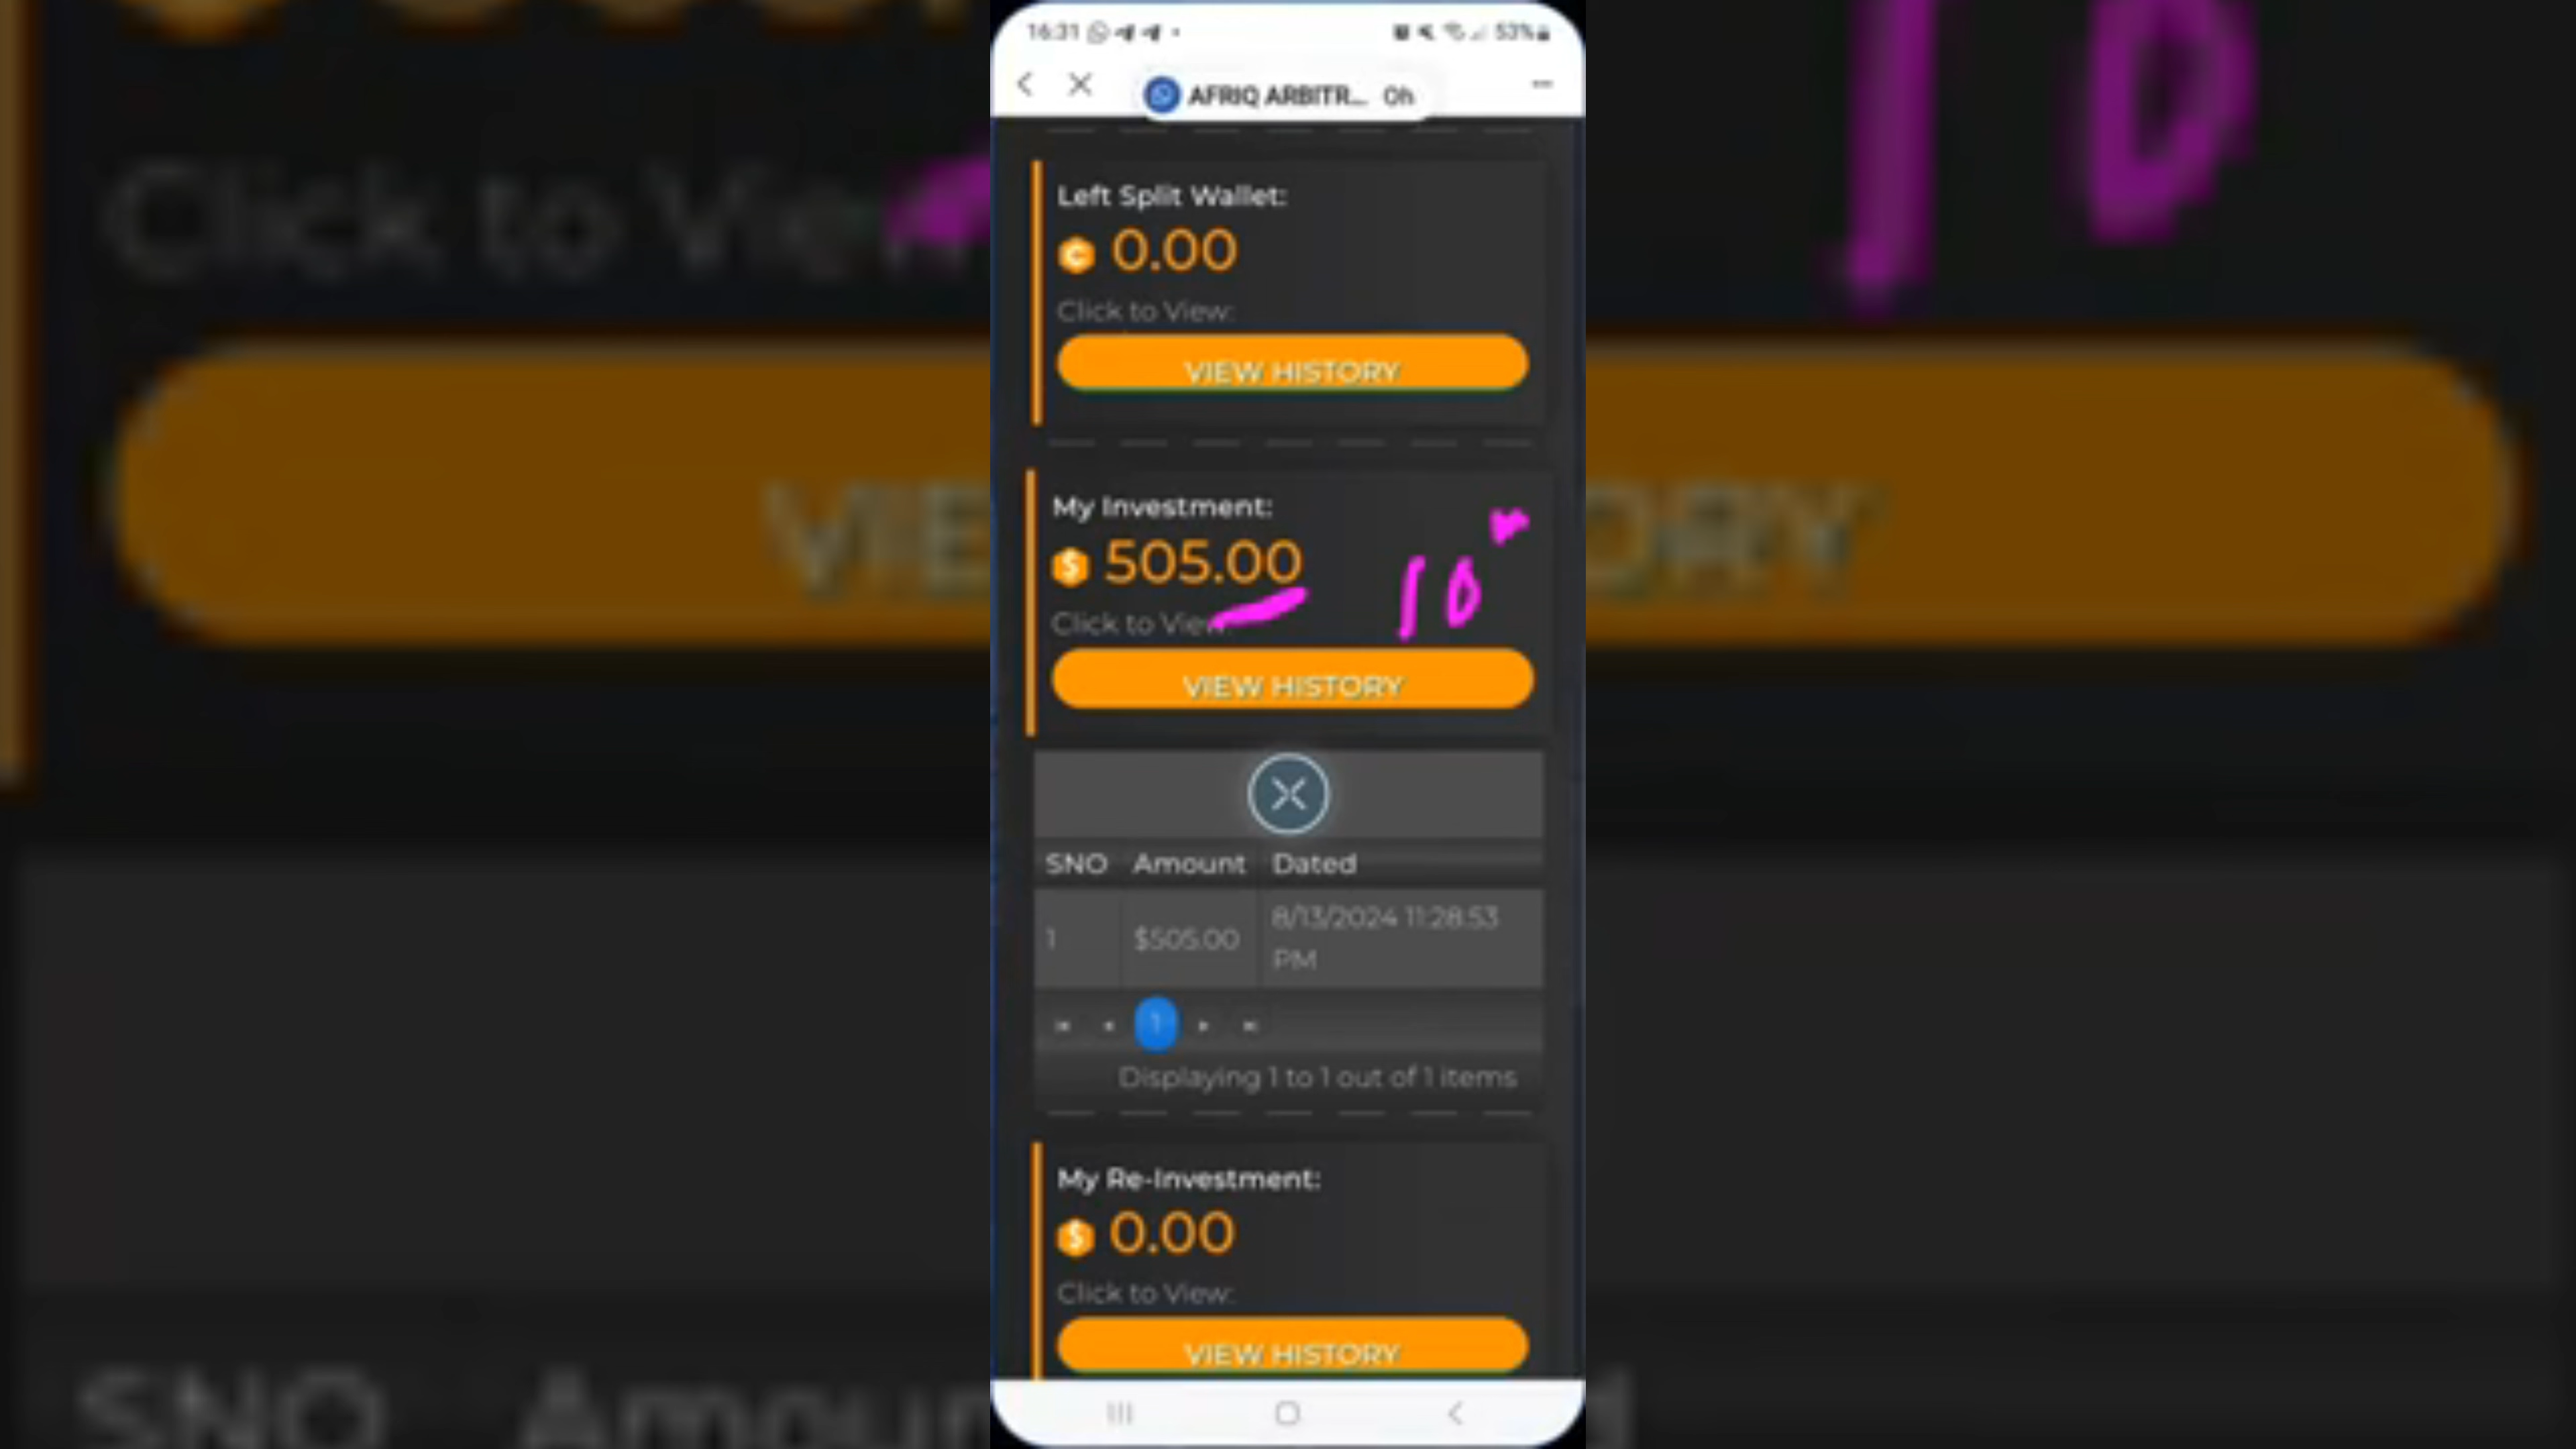 16:31 53%
AFRIQ ARBITR... 0h
Left Split Wallet:
0.00
Click to View:
VIEW HISTORY
My Investment:
$ 505.00
10
Click to View:
VIEW HISTORY
SNO Amount Dated
1 $505.00 8/13/2024 11:28:53
PM
1
Displaying 1 to 1 out of 1 items
My Re-Investment:
$ 0.00
Click to View:
VIEW HISTORY